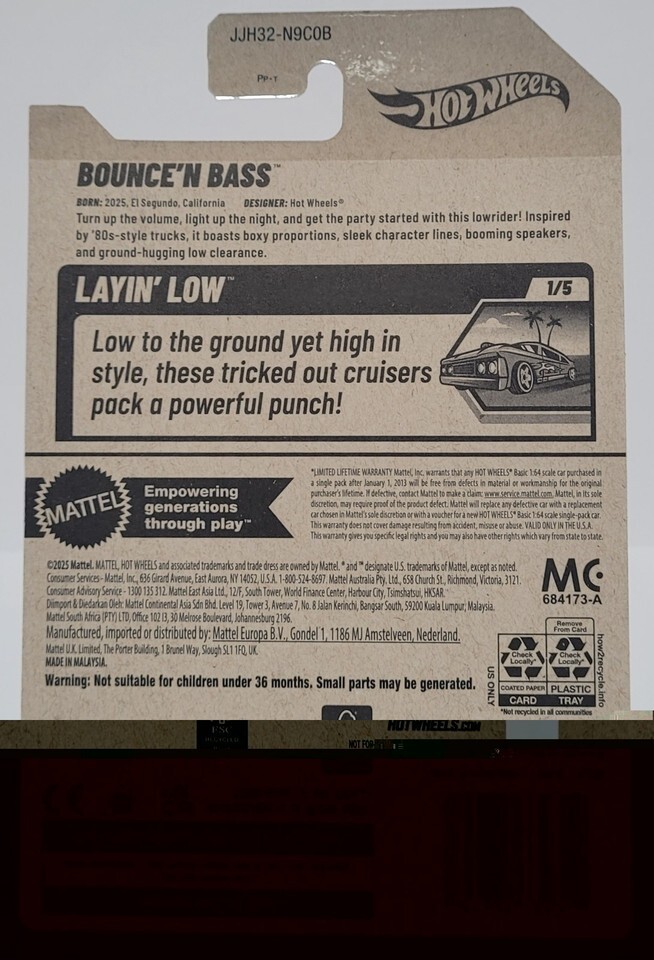 JJH32-N9C0B
HOT WHEELS
BOUNCE'N BASS™
BORN: 2025, El Segundo, California DESIGNER: Hot Wheels®
Turn up the volume, light up the night, and get the party started with this lowrider! Inspired
by '80s-style trucks, it boasts boxy proportions, sleek character lines, booming speakers,
and ground-hugging low clearance.
LAYIN' LOW™
1/5
Low to the ground yet high in
style, these tricked out cruisers
pack a powerful punch!
MATTEL
Empowering
generations
through play™
*LIMITED LIFETIME WARRANTY Mattel, Inc. warrants that any HOT WHEELS® Basic 1:64 scale car purchased in
a single pack after January 1, 2013 will be free from defects in material or workmanship for the original
purchaser's lifetime. If defective, contact Mattel to make a claim: www.service.mattel.com. Mattel, in its sole
discretion, may require proof of the product defect. Mattel will replace any defective car with a replacement
car chosen in Mattel's sole discretion or with a voucher for a new HOT WHEELS® Basic 1:64 scale single-pack car.
This warranty does not cover damage resulting from accident, misuse or abuse. VALID ONLY IN THE U.S.A.
This warranty gives you specific legal rights and you may also have other rights which vary from state to state.
©2025 Mattel. MATTEL, HOT WHEELS and associated trademarks and trade dress are owned by Mattel. ® and ™ designate U.S. trademarks of Mattel, except as noted.
Consumer Services - Mattel, Inc., 636 Girard Avenue, East Aurora, NY 14052, U.S.A. 1-800-524-8697. Mattel Australia Pty. Ltd., 658 Church St., Richmond, Victoria, 3121.
Consumer Advisory Service - 1300 135 312. Mattel East Asia Ltd., 12/F, South Tower, World Finance Center, Harbour City, Tsimshatsui, HKSAR.
Diimport & Diedarkan Oleh: Mattel Continental Asia Sdn Bhd. Level 19, Tower 3, Avenue 7, No. 8 Jalan Kerinchi, Bangsar South, 59200 Kuala Lumpur, Malaysia.
Mattel South Africa (PTY) LTD, Office 102 I3, 30 Melrose Boulevard, Johannesburg 2196.
Manufactured, imported or distributed by: Mattel Europa B.V., Gondel 1, 1186 MJ Amstelveen, Nederland.
Mattel U.K. Limited, The Porter Building, 1 Brunel Way, Slough SL1 1FQ, UK.
MADE IN MALAYSIA.
Warning: Not suitable for children under 36 months. Small parts may be generated.
MC
684173-A
Remove
From Card
Check
Locally*
Check
Locally*
COATED PAPER
PLASTIC
CARD
TRAY
*Not recycled in all communities
US ONLY
how2recycle.info
HOTWHEELS.COM
NOT FOR